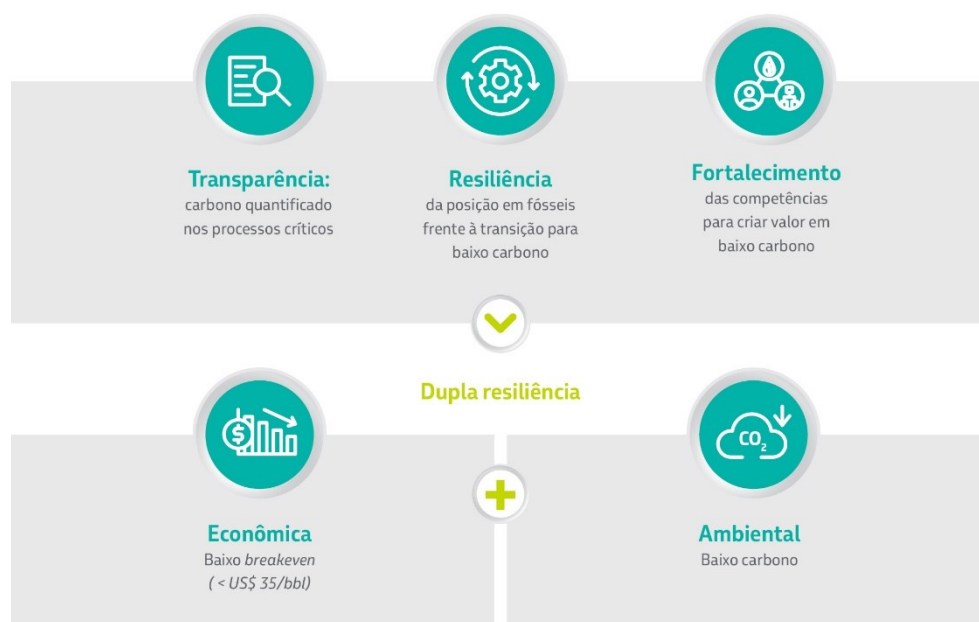 Transparência:
carbono quantificado
nos processos críticos
Resiliência
da posição em fósseis
frente à transição para
baixo carbono
Fortalecimento
das competências
para criar valor em
baixo carbono
Dupla resiliência
$
Econômica
Baixo breakeven
( < US$ 35/bbl)
+
CO₂
Ambiental
Baixo carbono